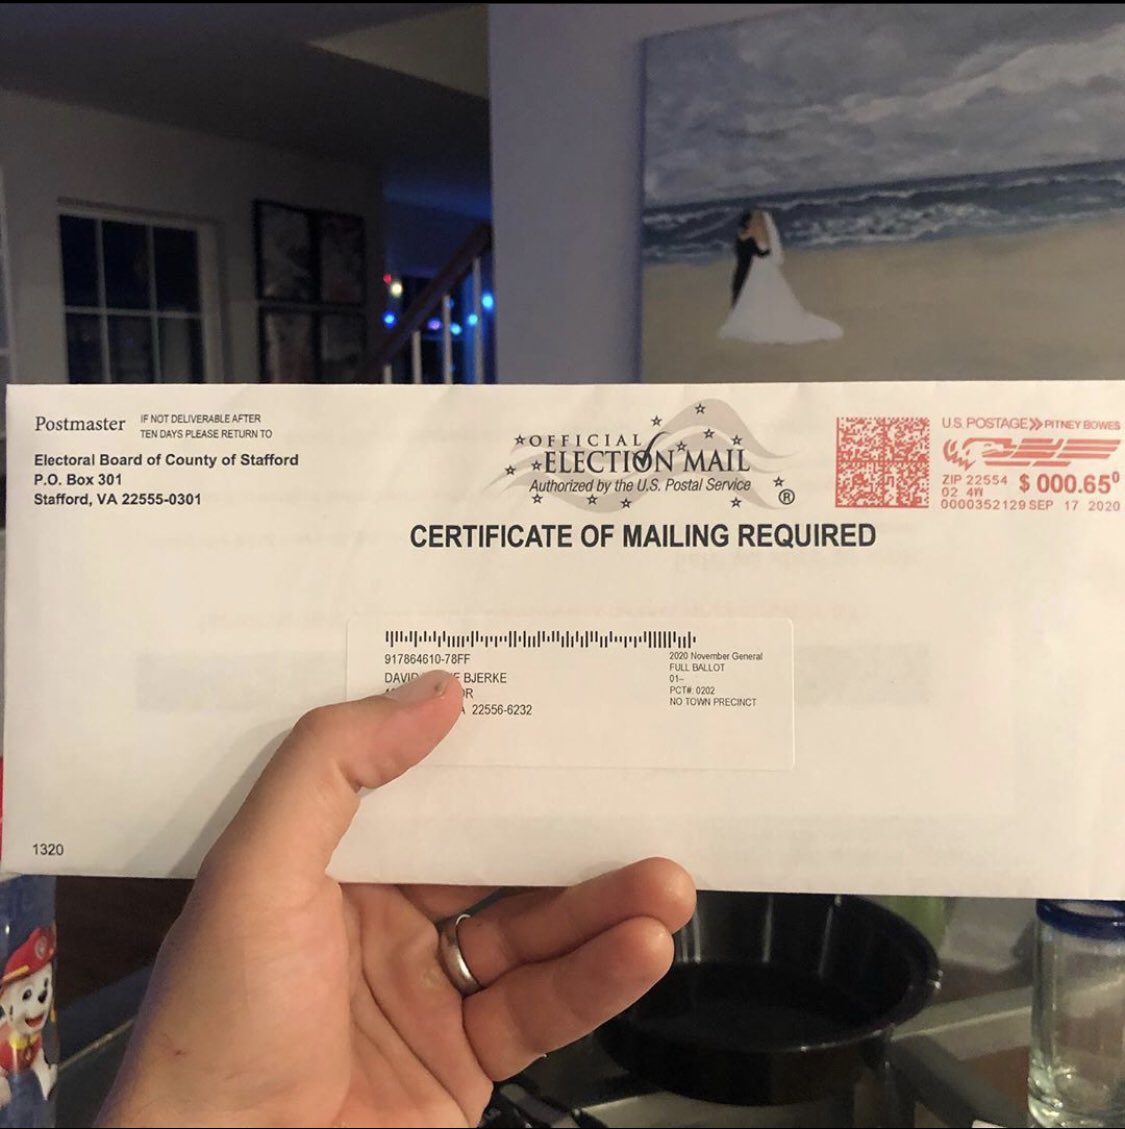 Postmaster
IF NOT DELIVERABLE AFTER
TEN DAYS PLEASE RETURN TO
Electoral Board of County of Stafford
P.O. Box 301
Stafford, VA 22555-0301
OFFICIAL
ELECTION MAIL
Authorized by the U.S. Postal Service
®
U.S. POSTAGE PITNEY BOWES
ZIP 22554 $ 000.65⁰
02 4W
0000352129 SEP 17 2020
CERTIFICATE OF MAILING REQUIRED
917864610-78FF
DAVID BJERKE
DR
22556-6232
2020 November General
FULL BALLOT
01--
PCT#: 0202
NO TOWN PRECINCT
1320